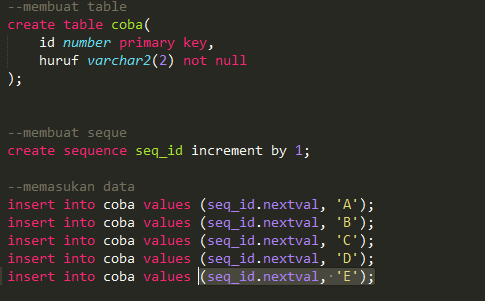 --membuat table
create table coba(
    id number primary key,
    huruf varchar2(2) not null
);
--membuat seque
create sequence seq_id increment by 1;
--memasukan data
insert into coba values (seq_id.nextval, 'A');
insert into coba values (seq_id.nextval, 'B');
insert into coba values (seq_id.nextval, 'C');
insert into coba values (seq_id.nextval, 'D');
insert into coba values (seq_id.nextval, 'E');